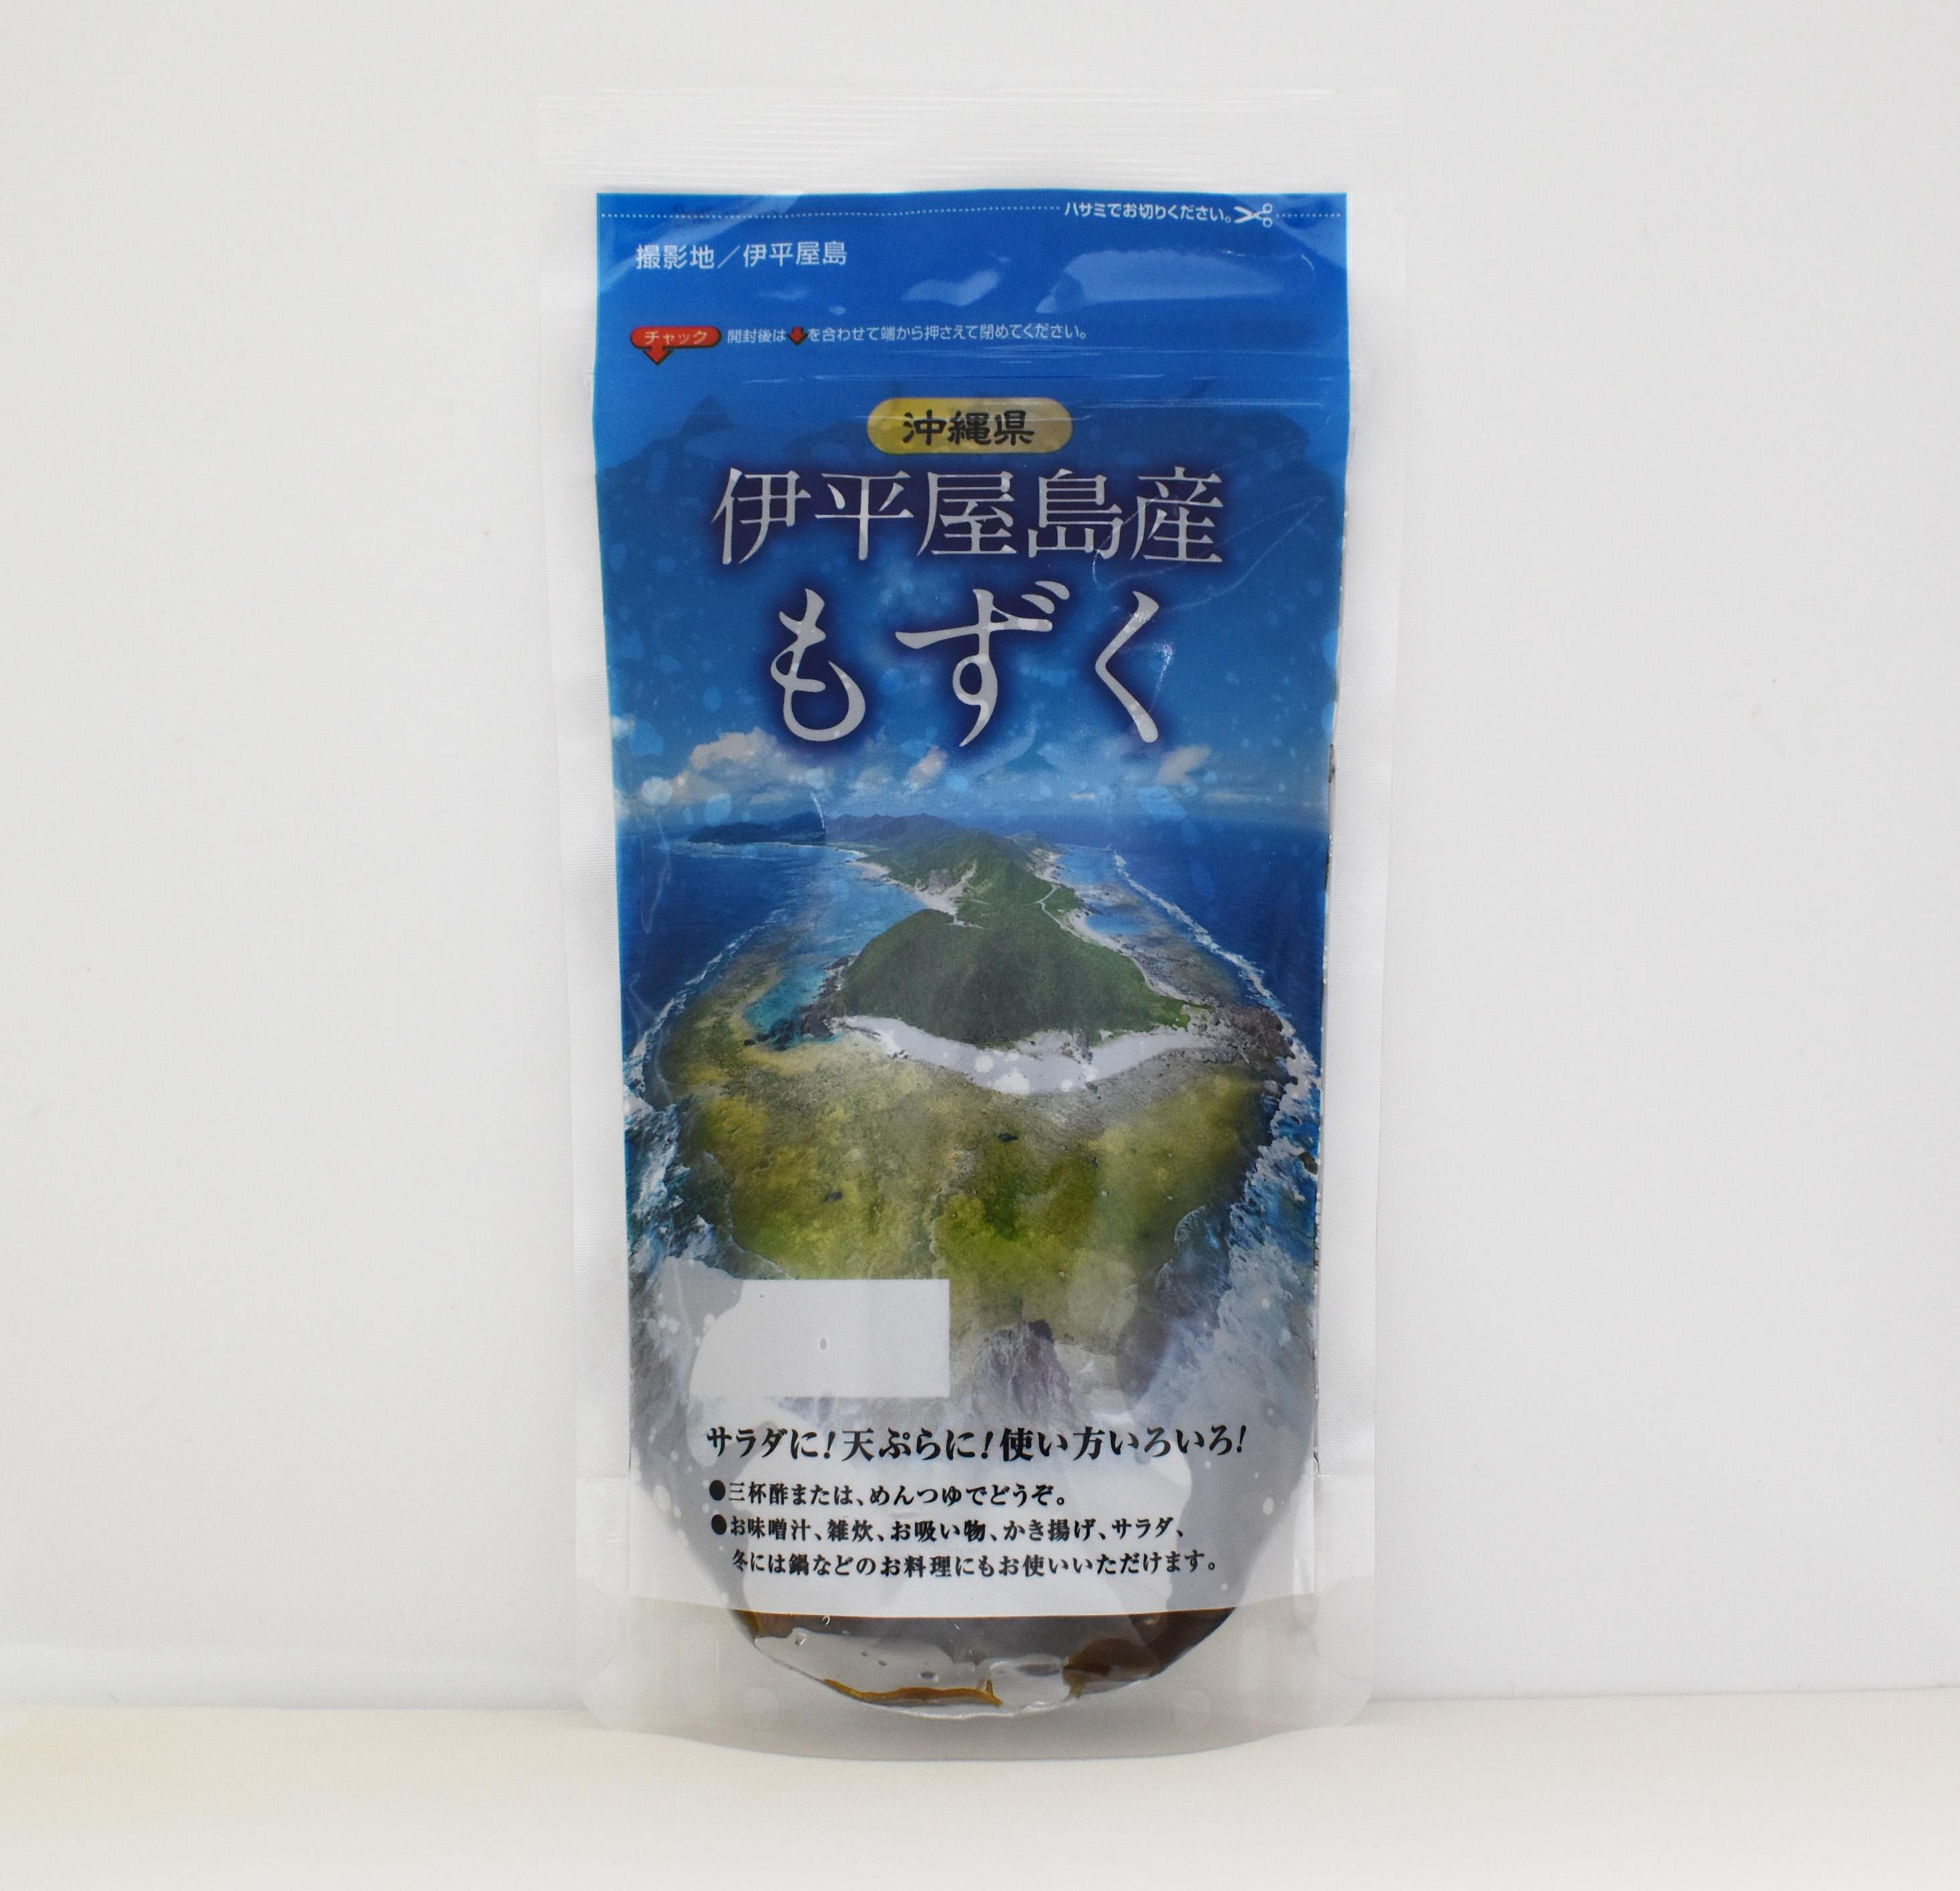 ハサミでお切りください。
撮影地／伊平屋島
チャック 開封後は を合わせて端から押さえて閉めてください。
沖縄県
伊平屋島産
もずく
サラダに!天ぷらに!使い方いろいろ!
●三杯酢または、めんつゆでどうぞ。
●お味噌汁、雑炊、お吸い物、かき揚げ、サラダ、
冬には鍋などのお料理にもお使いいただけます。